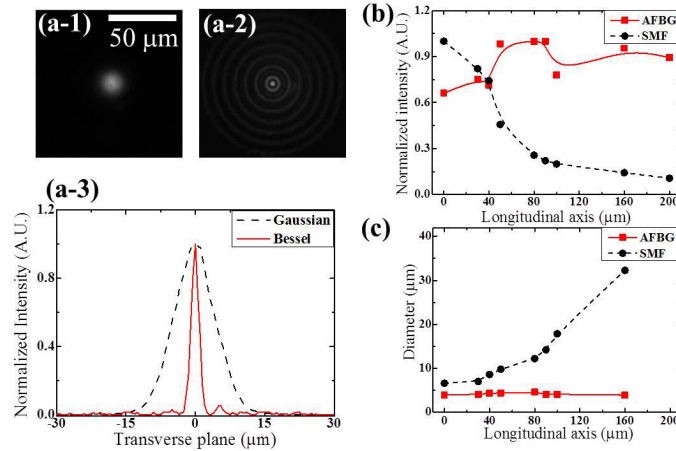 (a-1)
50 µm
(a-2)
(b)
Normalized intensity (A.U.)
1.2
0.9
0.6
0.3
0.0
AFBG
SMF
0 40 80 120 160 200
Longitudinal axis (µm)
(a-3)
Normalized Intensity (A.U.)
1.2
0.8
0.4
0.0
Gaussian
Bessel
-30 -15 0 15 30
Transverse plane (µm)
(c)
Diameter (µm)
40
30
20
10
0
AFBG
SMF
0 40 80 120 160 200
Longitudinal axis (µm)